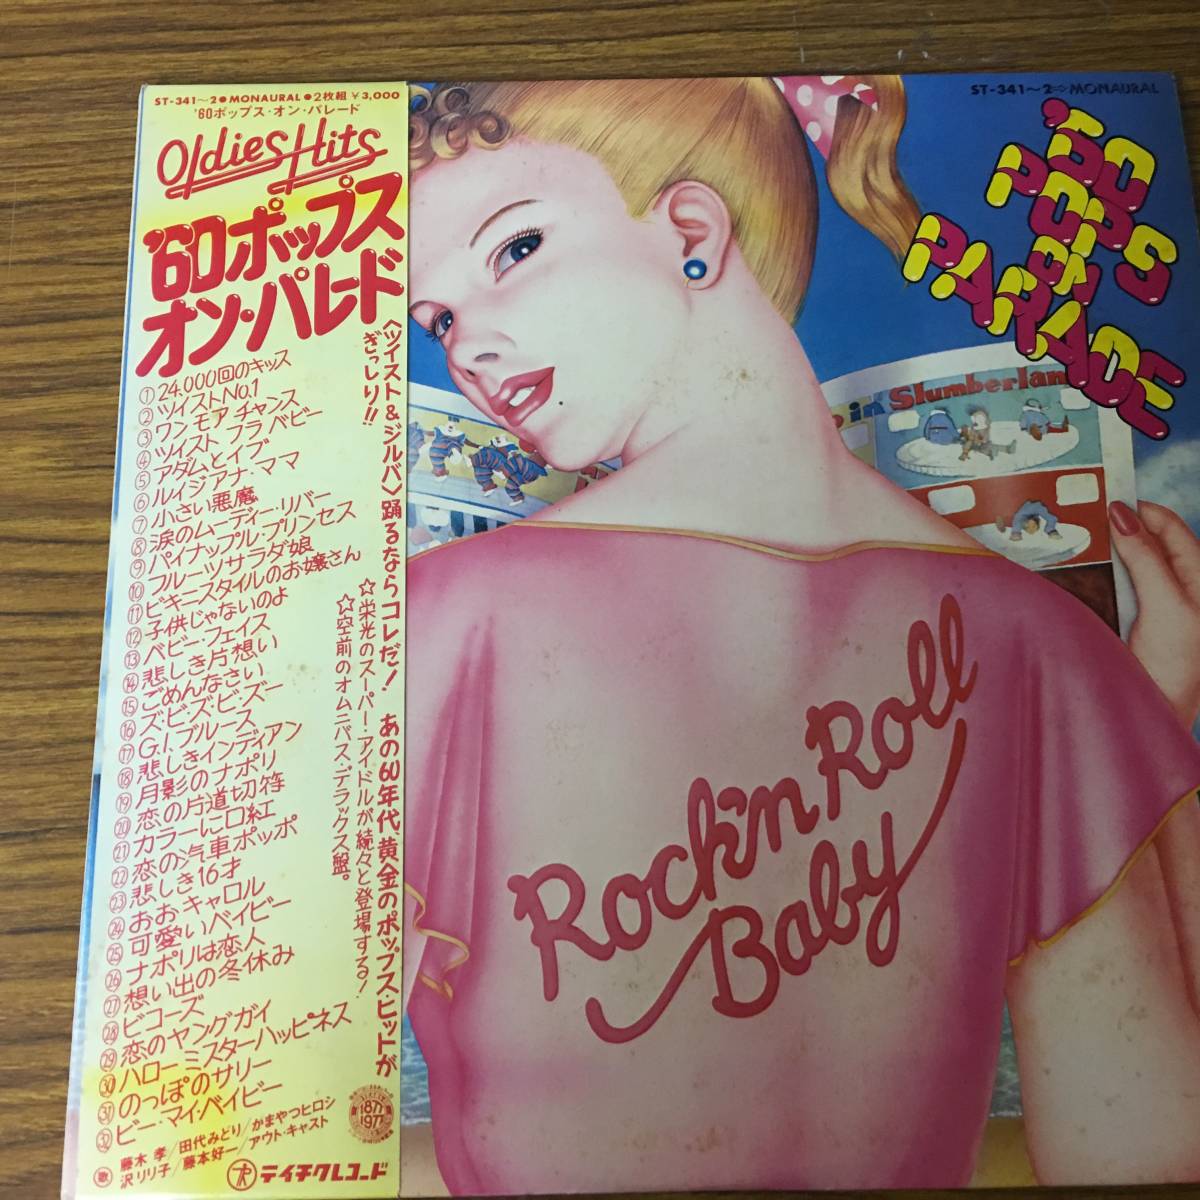 ST-341~2●MONAURAL●2枚組 ¥3,000
'60ポップス・オン・パレード
Oldies Hits
'60ポップス
オン・パレード
〈ツイスト&ジルバ〉踊るならコレだ! あの60年代、黄金のポップス・ヒットが
ぎっしり!!
☆栄光のスーパー・アイドルが続々と登場する!
☆空前のオムニバス・デラックス盤。
①24,000回のキッス
②ツイストNO.1
③ワン モア チャンス
④ツイスト ブラ ベビー
⑤アダムとイブ
⑥ルイジアナ・ママ
⑦小さい悪魔
⑧涙のムーディー・リバー
⑨パイナップル・プリンセス
⑩フルーツサラダ娘
⑪ビキニスタイルのお嬢さん
⑫子供じゃないのよ
⑬ベビー・フェイス
⑭悲しき片想い
⑮ごめんなさい
⑯ズ・ビ・ズ・ビ・ズー
⑰G.I.ブルース
⑱悲しきインディアン
⑲月影のナポリ
⑳恋の片道切符
㉑カラーに口紅
㉒恋の汽車ポッポ
㉓悲しき16才
㉔おお・キャロル
㉕可愛いベイビー
㉖ナポリは恋人
㉗想い出の冬休み
㉘ビコーズ
㉙恋のヤングガイ
㉚ハローミスターハッピネス
㉛のっぽのサリー
㉜ビー・マイ・ベイビー
歌 藤木 孝/田代みどり/かまやつヒロシ
沢リリ子/藤本好一/アウト・キャスト
1877
1977
テイチクレコード
ST-341~2⇨MONAURAL
'60
POPS
ON
PARADE
in Slumberlan
Rock'n Roll
Baby